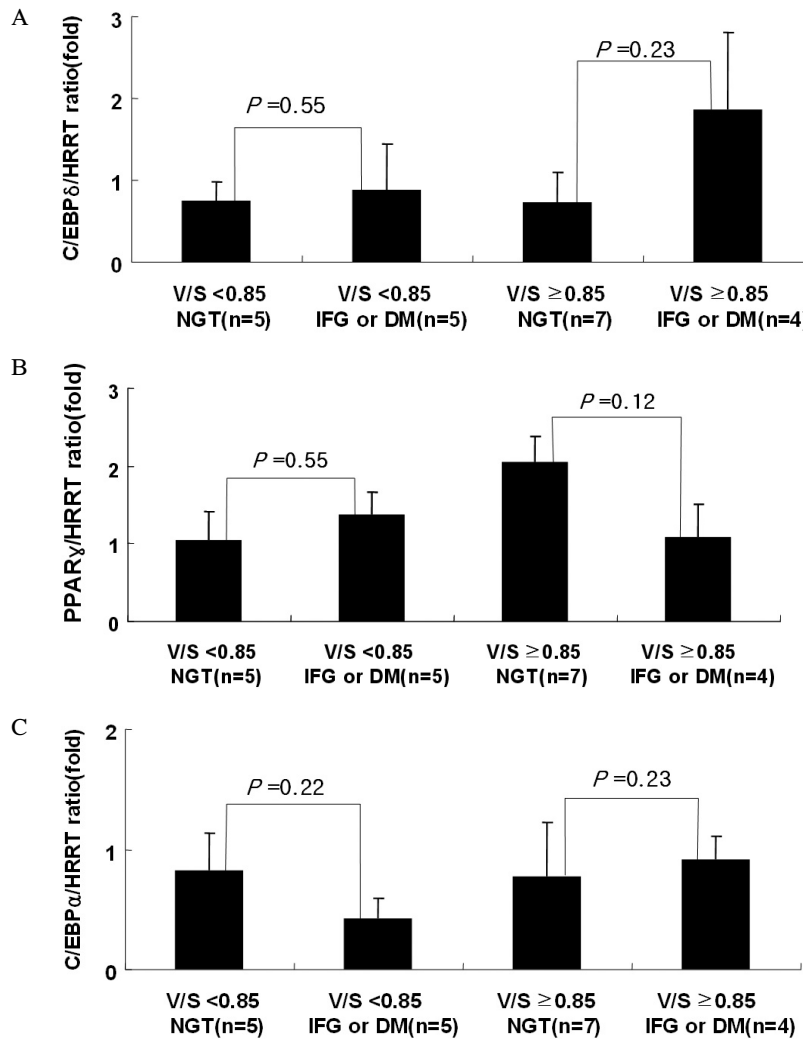 A
C/EBPδ/HRRT ratio(fold)
3
2
1
0
P =0.55
P =0.23
V/S <0.85
NGT(n=5)
V/S <0.85
IFG or DM(n=5)
V/S ≥0.85
NGT(n=7)
V/S ≥0.85
IFG or DM(n=4)
B
PPARγ/HRRT ratio(fold)
3
2
1
0
P =0.55
P =0.12
V/S <0.85
NGT(n=5)
V/S <0.85
IFG or DM(n=5)
V/S ≥0.85
NGT(n=7)
V/S ≥0.85
IFG or DM(n=4)
C
C/EBPα/HRRT ratio(fold)
2
1
0
P =0.22
P =0.23
V/S <0.85
NGT(n=5)
V/S <0.85
IFG or DM(n=5)
V/S ≥0.85
NGT(n=7)
V/S ≥0.85
IFG or DM(n=4)